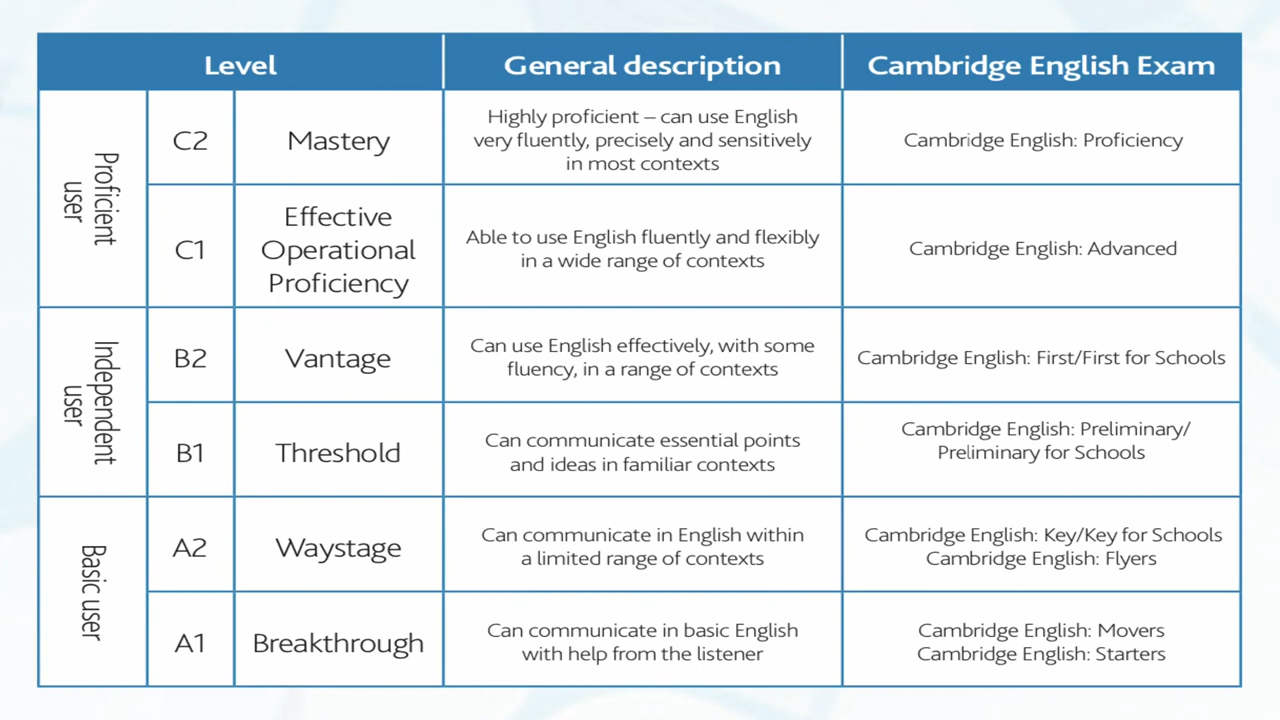 Level
General description
Cambridge English Exam
Proficient
user
C2
Mastery
Highly proficient – can use English
very fluently, precisely and sensitively
in most contexts
Cambridge English: Proficiency
C1
Effective
Operational
Proficiency
Able to use English fluently and flexibly
in a wide range of contexts
Cambridge English: Advanced
Independent
user
B2
Vantage
Can use English effectively, with some
fluency, in a range of contexts
Cambridge English: First/First for Schools
B1
Threshold
Can communicate essential points
and ideas in familiar contexts
Cambridge English: Preliminary/
Preliminary for Schools
Basic user
A2
Waystage
Can communicate in English within
a limited range of contexts
Cambridge English: Key/Key for Schools
Cambridge English: Flyers
A1
Breakthrough
Can communicate in basic English
with help from the listener
Cambridge English: Movers
Cambridge English: Starters